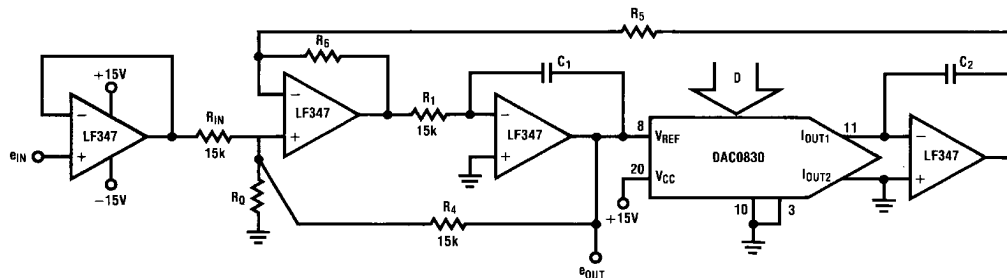 R5
R6
C1
C2
D
+15V
LF347
-15V
eIN
RIN
15k
RQ
LF347
R1
15k
LF347
R4
15k
eOUT
8
VREF
20
VCC
+15V
DAC0830
IOUT1
11
IOUT2
10
3
LF347
-
+
-
+
-
+
-
+